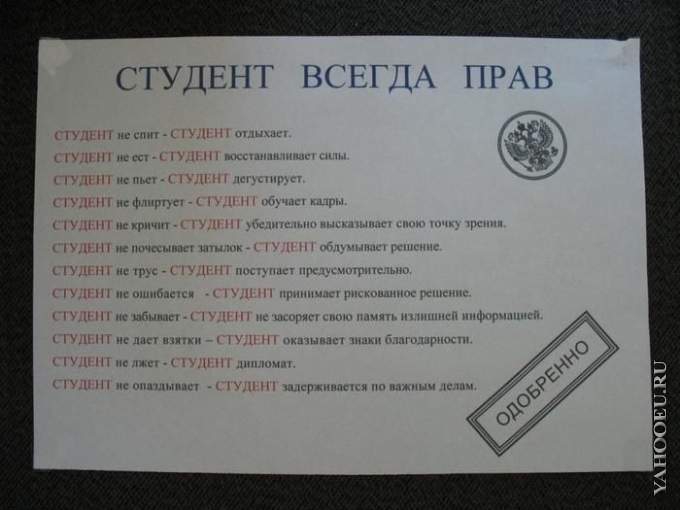 СТУДЕНТ ВСЕГДА ПРАВ
СТУДЕНТ не спит - СТУДЕНТ отдыхает.
СТУДЕНТ не ест - СТУДЕНТ восстанавливает силы.
СТУДЕНТ не пьет - СТУДЕНТ дегустирует.
СТУДЕНТ не флиртует - СТУДЕНТ обучает кадры.
СТУДЕНТ не кричит - СТУДЕНТ убедительно высказывает свою точку зрения.
СТУДЕНТ не почесывает затылок - СТУДЕНТ обдумывает решение.
СТУДЕНТ не трус - СТУДЕНТ поступает предусмотрительно.
СТУДЕНТ не ошибается - СТУДЕНТ принимает рискованное решение.
СТУДЕНТ не забывает - СТУДЕНТ не засоряет свою память излишней информацией.
СТУДЕНТ не дает взятки – СТУДЕНТ оказывает знаки благодарности.
СТУДЕНТ не лжет - СТУДЕНТ дипломат.
СТУДЕНТ не опаздывает - СТУДЕНТ задерживается по важным делам.
ОДОБРЕННО
YAHOOEU.RU